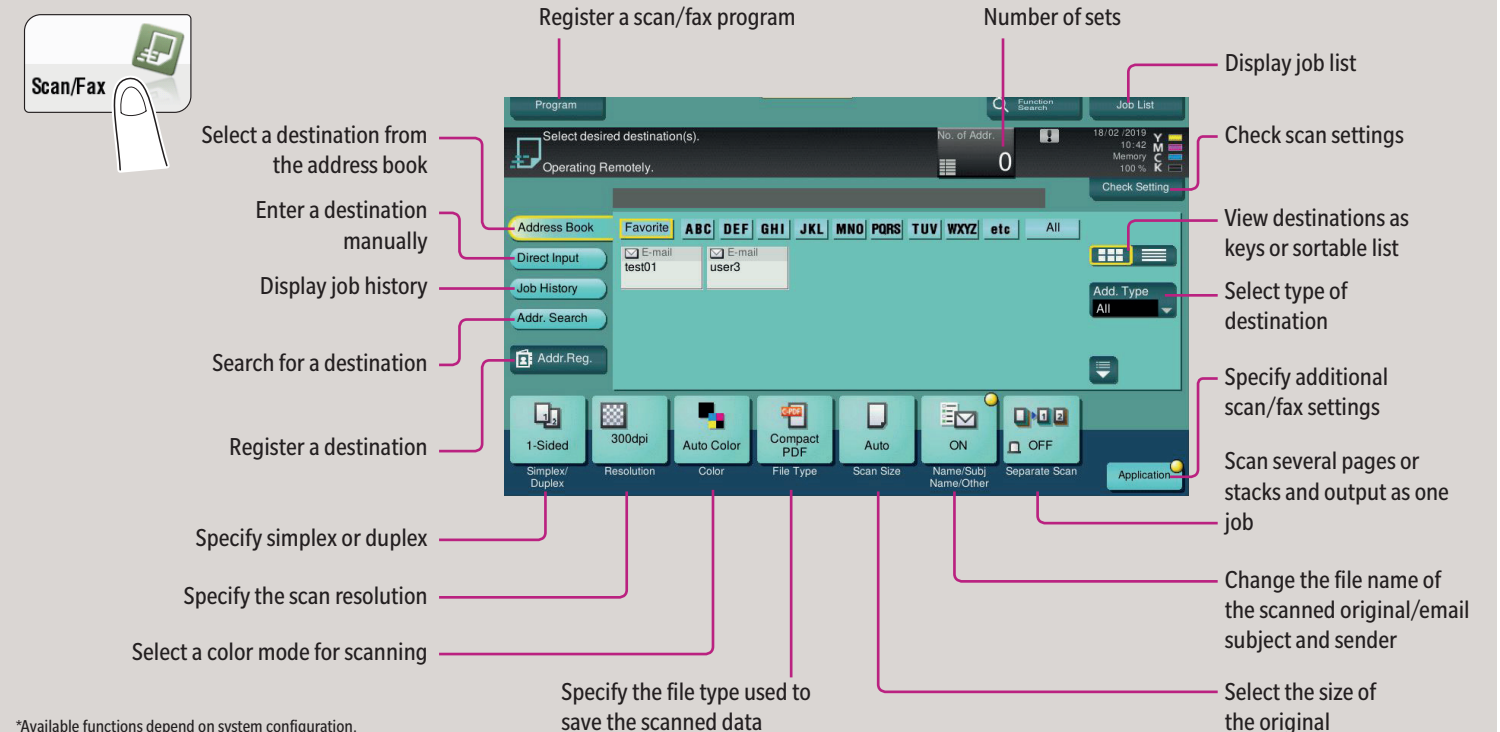 Register a scan/fax program
Number of sets
Scan/Fax
Display job list
Select a destination from
the address book
Check scan settings
Enter a destination
manually
View destinations as
keys or sortable list
Display job history
Select type of
destination
Search for a destination
Specify additional
scan/fax settings
Register a destination
Scan several pages or
stacks and output as one
job
Specify simplex or duplex
Change the file name of
the scanned original/email
subject and sender
Specify the scan resolution
Select a color mode for scanning
Specify the file type used to
save the scanned data
Select the size of
the original
*Available functions depend on system configuration.
Program
Function
Search
Job List
Select desired destination(s).
Operating Remotely.
No. of Addr.
0
18/02 /2019
10:42
Memory
100 %
Y
M
C
K
Check Setting
Address Book
Favorite ABC DEF GHI JKL MNO PQRS TUV WXYZ etc All
Direct Input
E-mail
test01
E-mail
user3
Job History
Add. Type
All
Addr. Search
Addr.Reg.
1 2
1-Sided
300dpi
Auto Color
C-PDF
Compact
PDF
Auto
ON
1 2
OFF
Simplex/
Duplex
Resolution
Color
File Type
Scan Size
Name/Subj
Name/Other
Separate Scan
Application